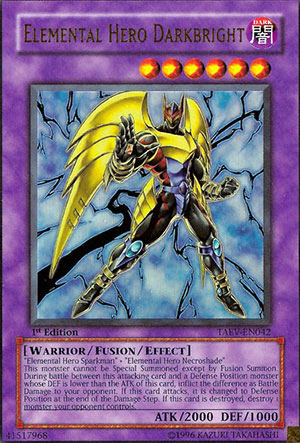 ELEMENTAL HERO DARKBRIGHT
DARK
闇
1st Edition
TAEV-EN042
[WARRIOR / FUSION / EFFECT]
"Elemental Hero Sparkman" + "Elemental Hero Necroshade"
This monster cannot be Special Summoned except by Fusion Summon.
During battle between this attacking card and a Defense Position monster
whose DEF is lower than the ATK of this card, inflict the difference as Battle
Damage to your opponent. If this card attacks, it is changed to Defense
Position at the end of the Damage Step. If this card is destroyed, destroy 1
monster your opponent controls.
ATK/2000 DEF/1000
41517968
©1996 KAZUKI TAKAHASHI